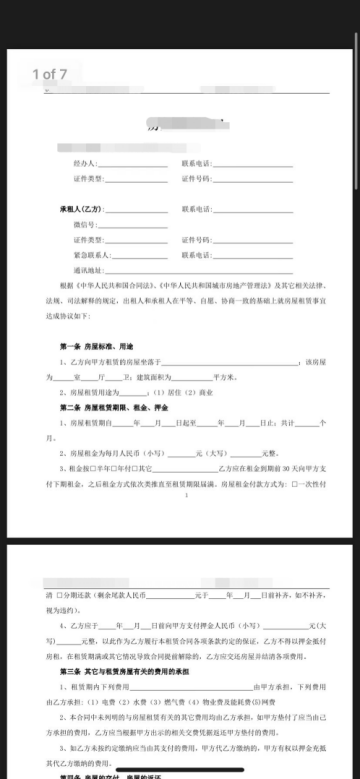 1 of 7
经办人:
联系电话:
证件类型:
证件号码:
承租人(乙方):
联系电话:
微信号:
证件类型:
证件号码:
紧急联系人:
联系电话:
通讯地址:
根据《中华人民共和国合同法》、《中华人民共和国城市房地产管理法》及其它相关法律、
法规、司法解释的规定，出租人和承租人在平等、自愿、协商一致的基础上就房屋租赁事宜
达成协议如下:
第一条 房屋标准、用途
1、乙方向甲方租赁的房屋坐落于______；该房屋
为____室____厅____卫；建筑面积为______平方米。
2、房屋租赁用途为______；（1）居住（2）商业
第二条 房屋租赁期限、租金、押金
1、房屋租赁期自____年____月____日起至____年____月____日止；共计____个
月。
2、房屋租金为每月人民币（小写）______元（大写）______元整。
3、租金按□半年□年付□其它______乙方应在租金到期前 30 天向甲方支
付下期租金，之后租金方式依次类推直至租赁期限届满。房屋租金付款方式为: □一次性付
1
清 □分期还款（剩余尾款人民币______元于____年____月____日前补齐，如不补齐，
视为违约）。
4、乙方应于____年____月____日前向甲方支付押金人民币（小写）______元(大
写)______元整，以此作为乙方履行本租赁合同各项条款约定的保证，乙方不得以押金抵付
房租，在租赁期满或其它情况导致合同提前解除的，乙方应交还房屋并结清各项费用。
第三条 其它与租赁房屋有关的费用的承担
1、租赁期内下列费用______由甲方承担，下列费用
由乙方承担:（1）电费（2）水费（3）燃气费（4）物业费及能耗费(5)网费
2、本合同中未列明的与房屋租赁有关的其它费用均由乙方承担，如甲方垫付了应当由己
方承担的费用，乙方应当根据甲方出示的相关交费凭据返还甲方垫付的费用。
3、如乙方未按约定缴纳应当由其支付的费用，甲方代乙方缴纳的，甲方有权以押金充抵
其代乙方缴纳的费用。
第四条 房屋的交付、房屋的返还